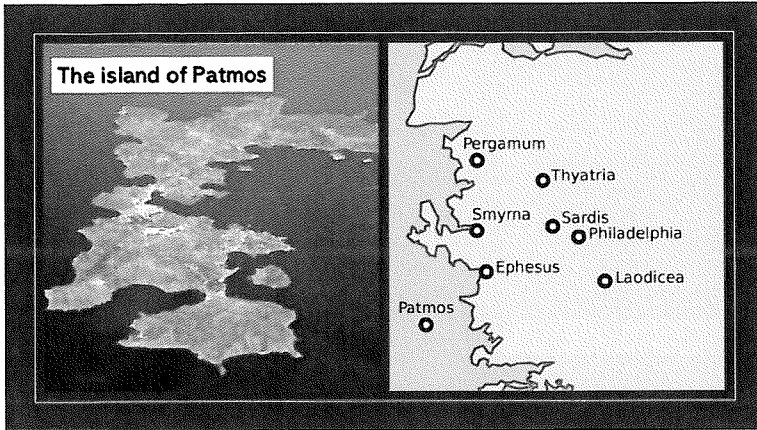 The island of Patmos
Pergamum
Thyatria
Smyrna
Sardis
Philadelphia
Ephesus
Laodicea
Patmos